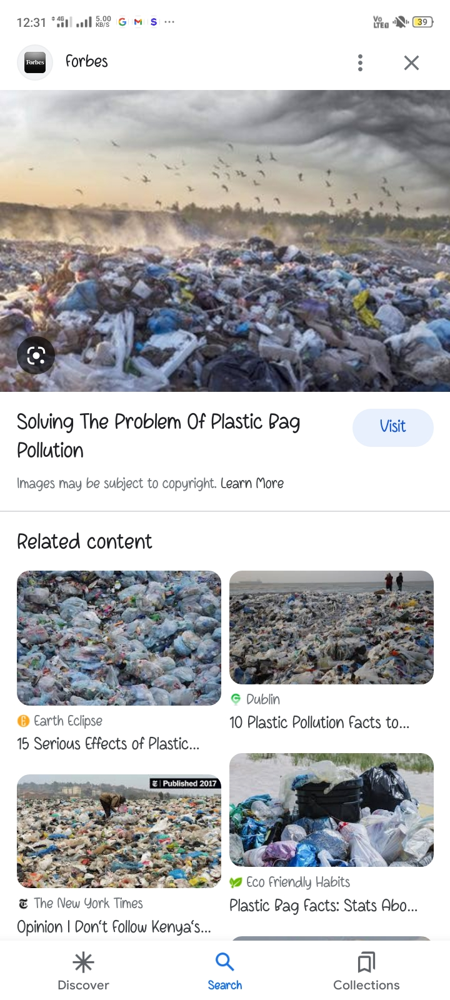 12:31 4G 5.00 KB/S G M S ... Vo LTE 39
Forbes Forbes
Solving The Problem Of Plastic Bag
Pollution
Visit
Images may be subject to copyright. Learn More
Related content
Earth Eclipse
15 Serious Effects of Plastic...
Dublin
10 Plastic Pollution Facts to...
Published 2017
The New York Times
Opinion | Don't Follow Kenya's...
Eco Friendly Habits
Plastic Bag Facts: Stats Abo...
Discover
Search
Collections